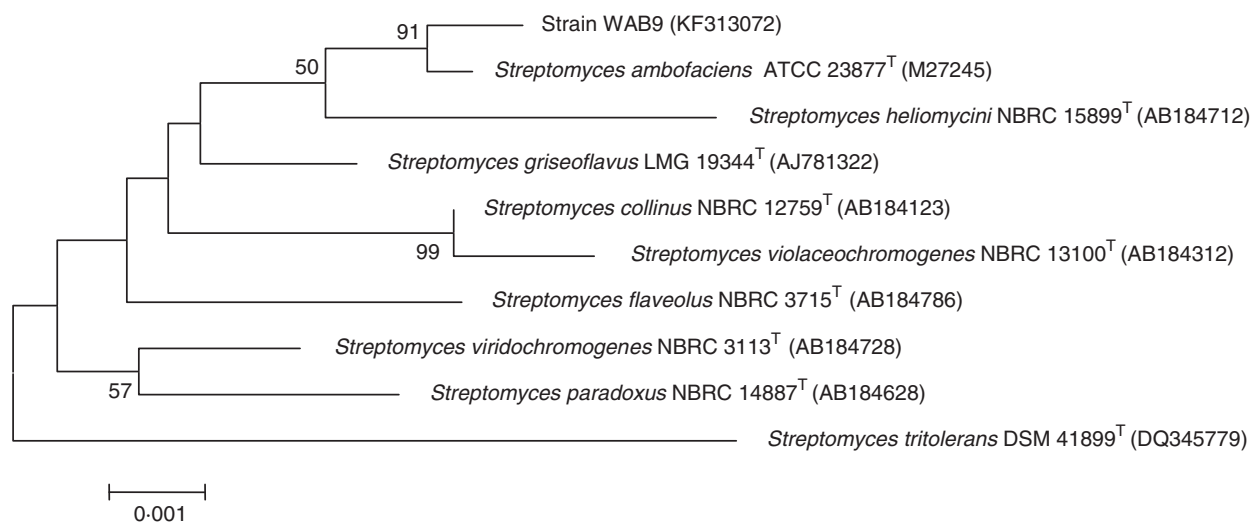 91
Strain WAB9 (KF313072)
50
Streptomyces ambofaciens ATCC 23877ᵀ (M27245)
Streptomyces heliomycini NBRC 15899ᵀ (AB184712)
Streptomyces griseoflavus LMG 19344ᵀ (AJ781322)
Streptomyces collinus NBRC 12759ᵀ (AB184123)
99
Streptomyces violaceochromogenes NBRC 13100ᵀ (AB184312)
Streptomyces flaveolus NBRC 3715ᵀ (AB184786)
Streptomyces viridochromogenes NBRC 3113ᵀ (AB184728)
57
Streptomyces paradoxus NBRC 14887ᵀ (AB184628)
Streptomyces tritolerans DSM 41899ᵀ (DQ345779)
0·001